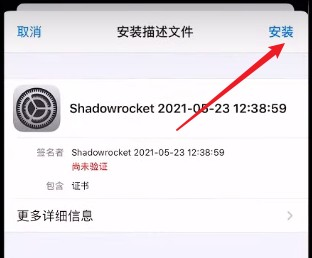 取消 安装描述文件 安装
Shadowrocket 2021-05-23 12:38:59
签名者 Shadowrocket 2021-05-23 12:38:59
尚未验证
包含 证书
更多详细信息